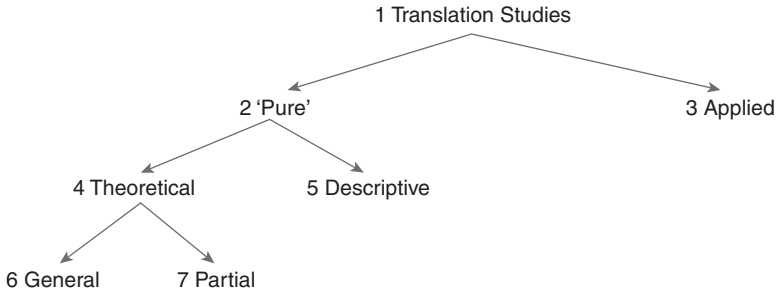 1 Translation Studies
2 ‘Pure’
3 Applied
4 Theoretical
5 Descriptive
6 General
7 Partial